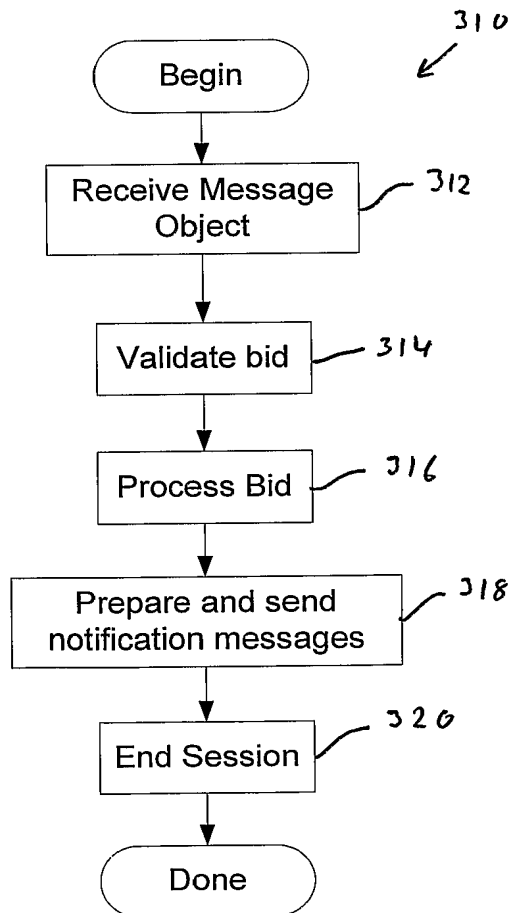 310
Begin
Receive Message
Object
312
Validate bid
314
Process Bid
316
Prepare and send
notification messages
318
End Session
320
Done